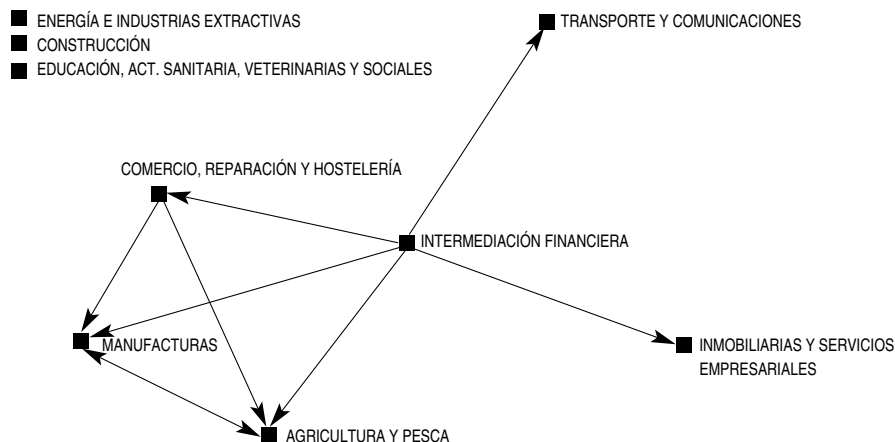 ENERGÍA E INDUSTRIAS EXTRACTIVAS
TRANSPORTE Y COMUNICACIONES
CONSTRUCCIÓN
EDUCACIÓN, ACT. SANITARIA, VETERINARIAS Y SOCIALES
COMERCIO, REPARACIÓN Y HOSTELERÍA
INTERMEDIACIÓN FINANCIERA
MANUFACTURAS
INMOBILIARIAS Y SERVICIOS
EMPRESARIALES
AGRICULTURA Y PESCA